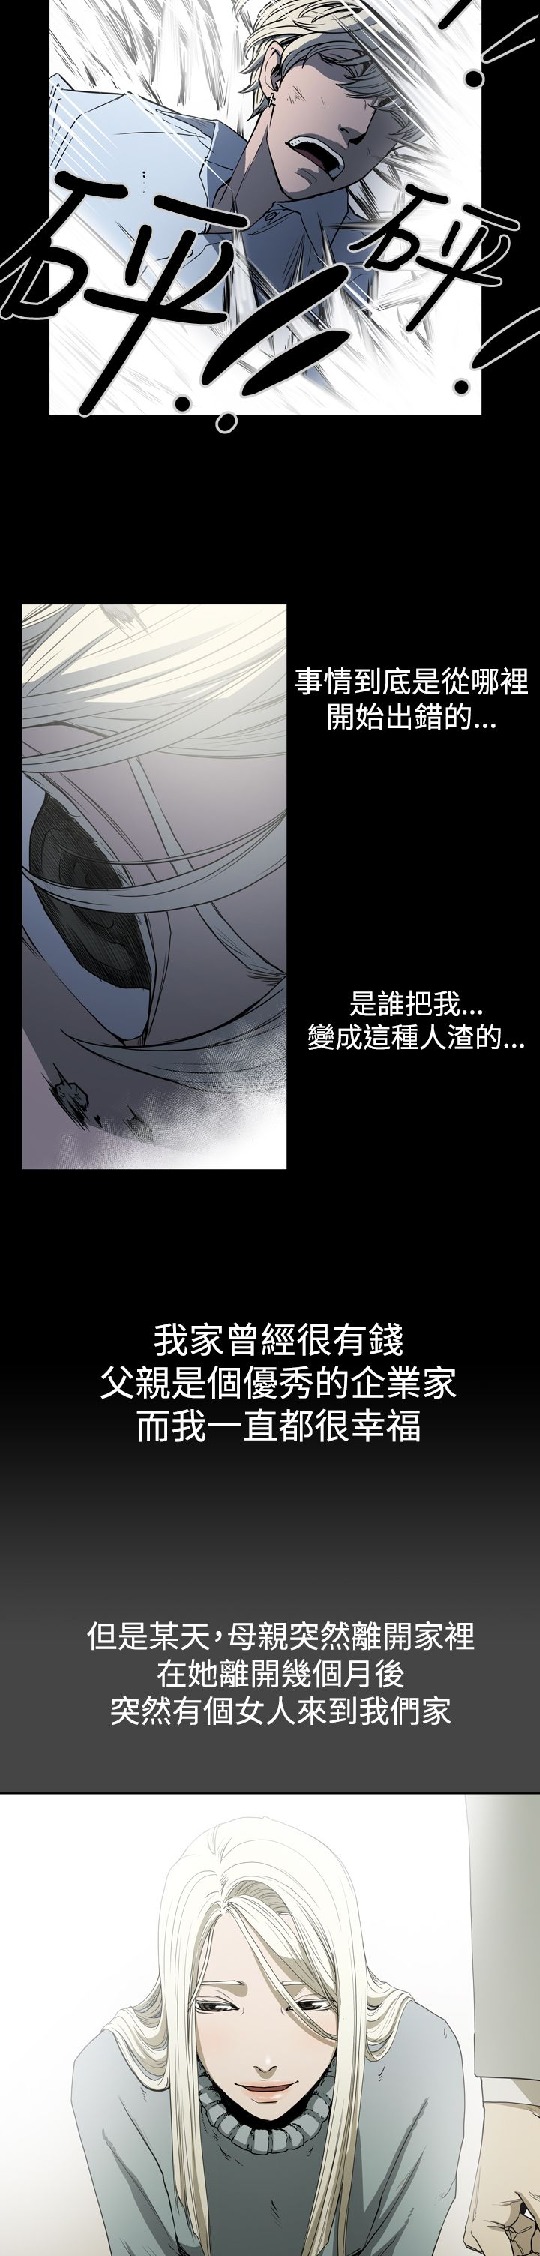 砰!!
砰!!
事情到底是從哪裡
開始出錯的...
是誰把我...
變成這種人渣的...
我家曾經很有錢
父親是個優秀的企業家
而我一直都很幸福
但是某天，母親突然離開家裡
在她離開幾個月後
突然有個女人來到我們家